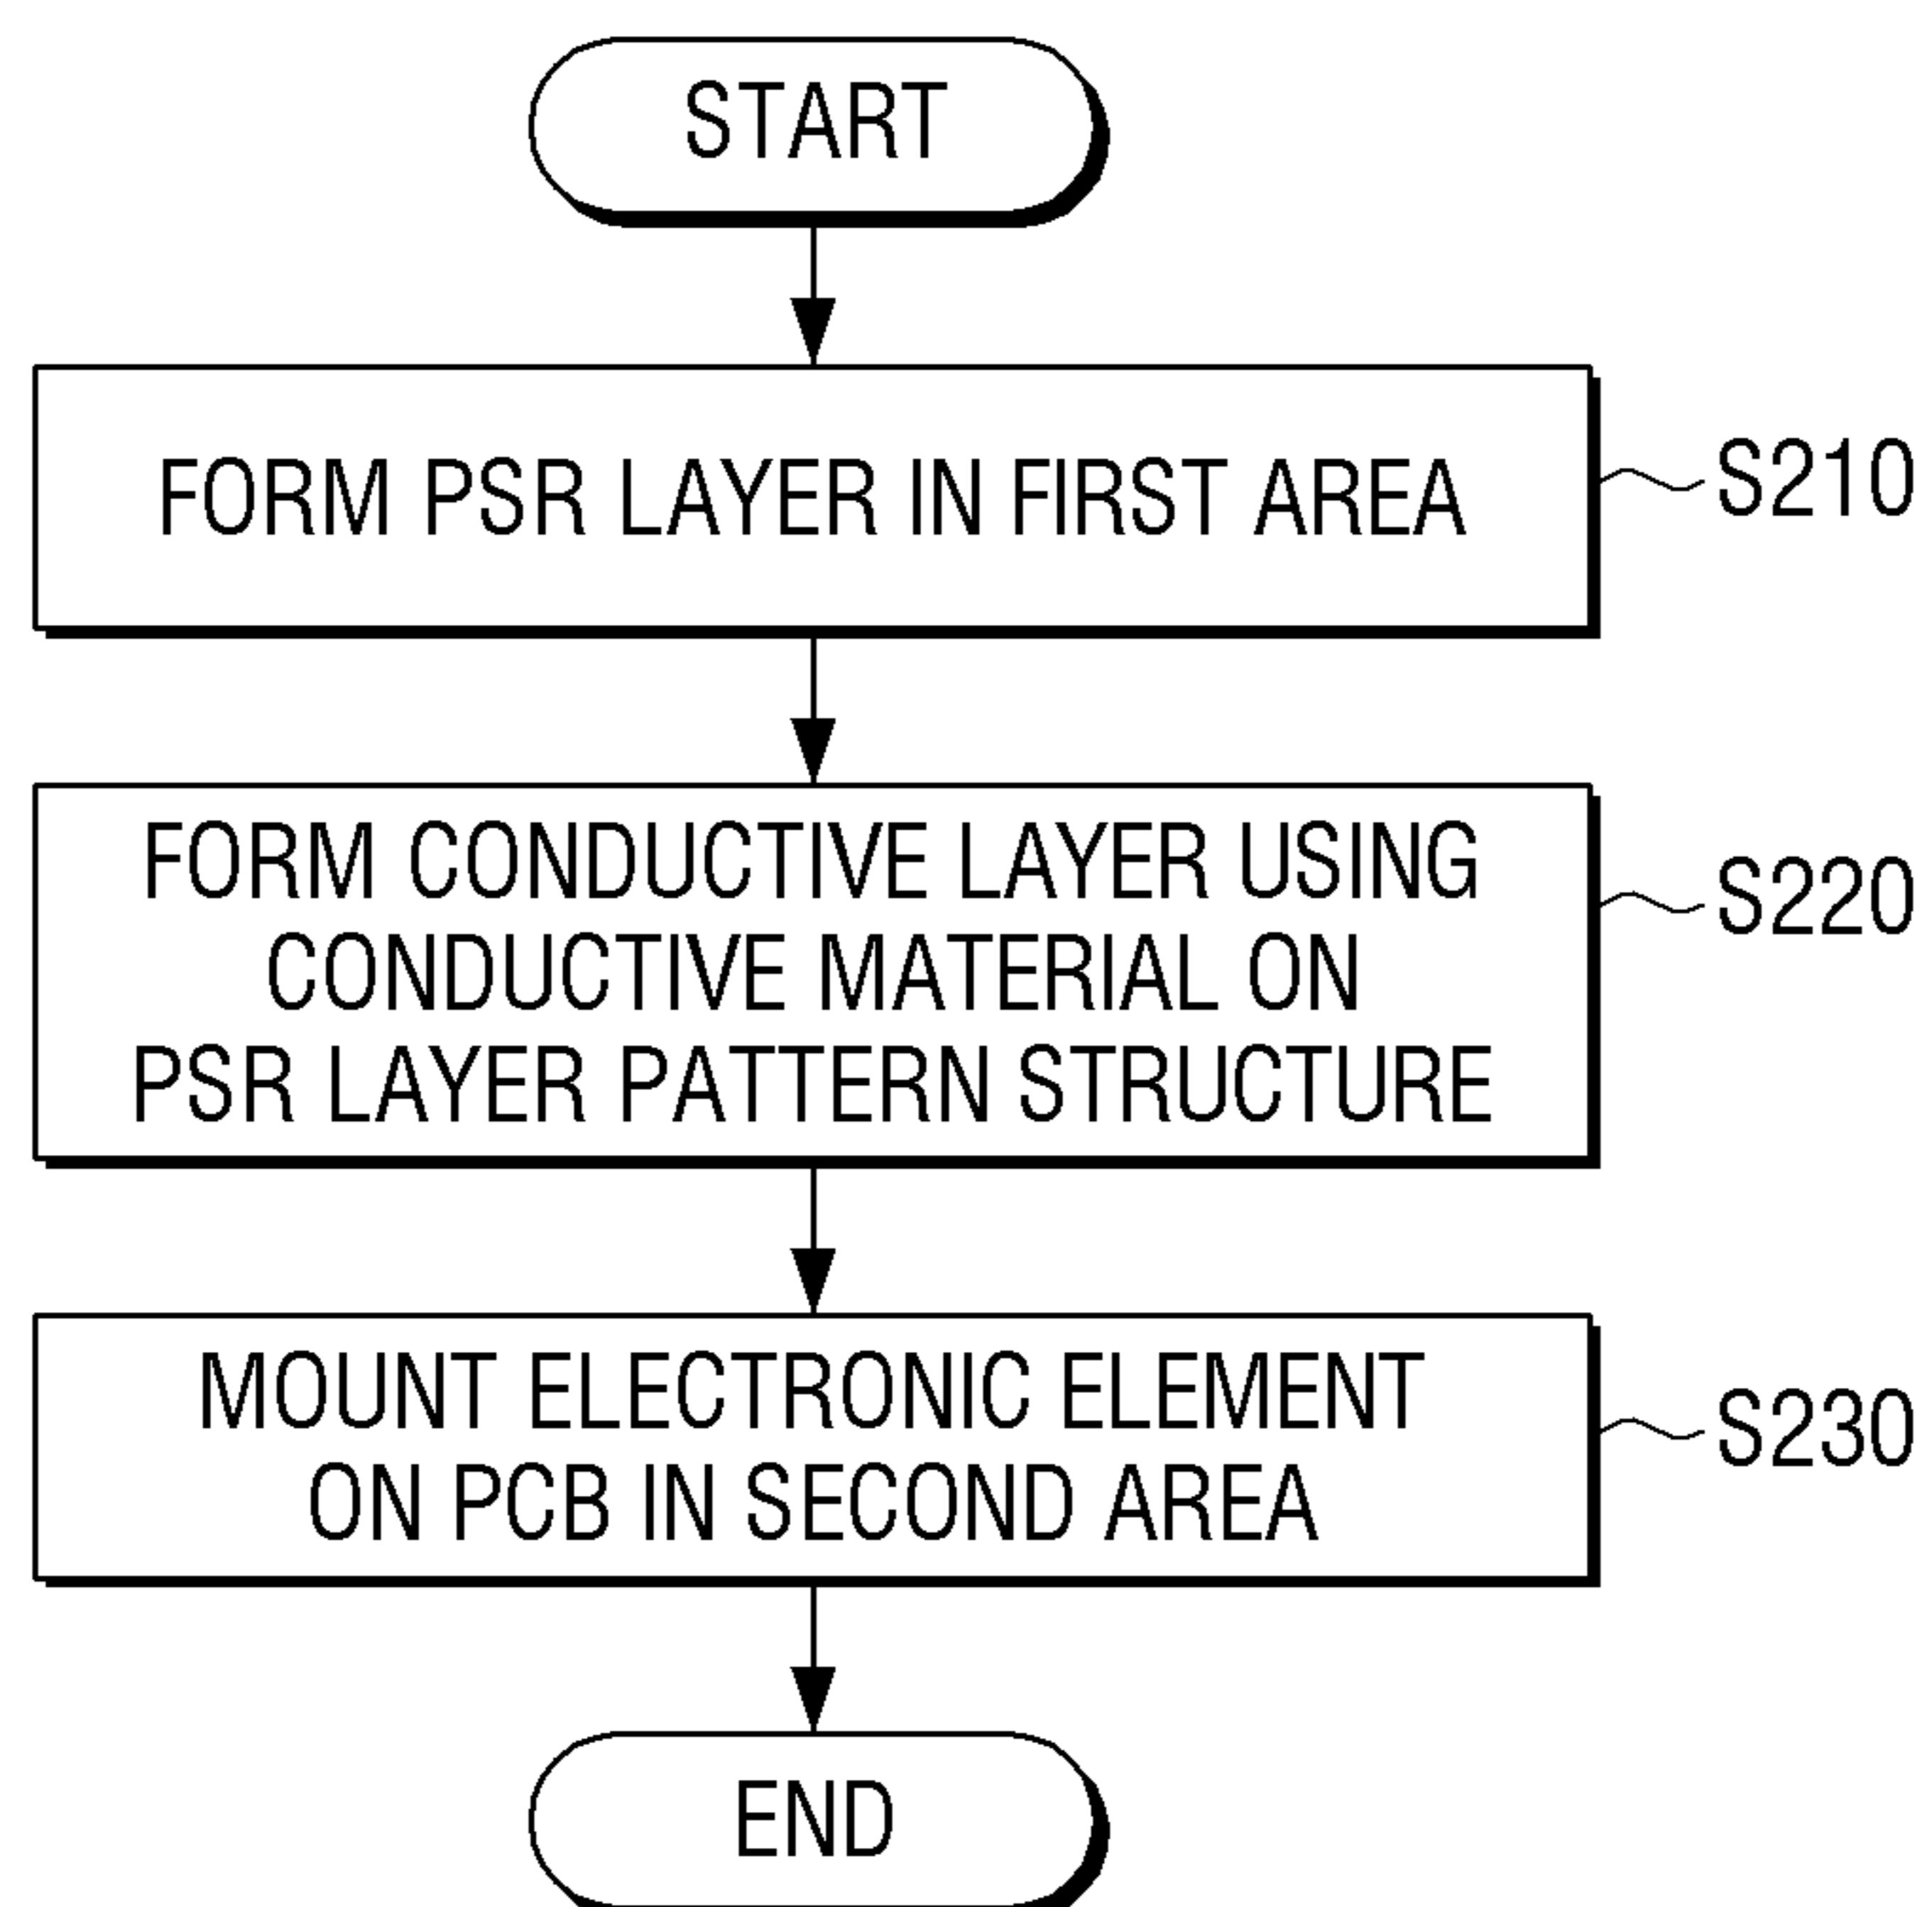 START
FORM PSR LAYER IN FIRST AREA
S210
FORM CONDUCTIVE LAYER USING
CONDUCTIVE MATERIAL ON
PSR LAYER PATTERN STRUCTURE
S220
MOUNT ELECTRONIC ELEMENT
ON PCB IN SECOND AREA
S230
END